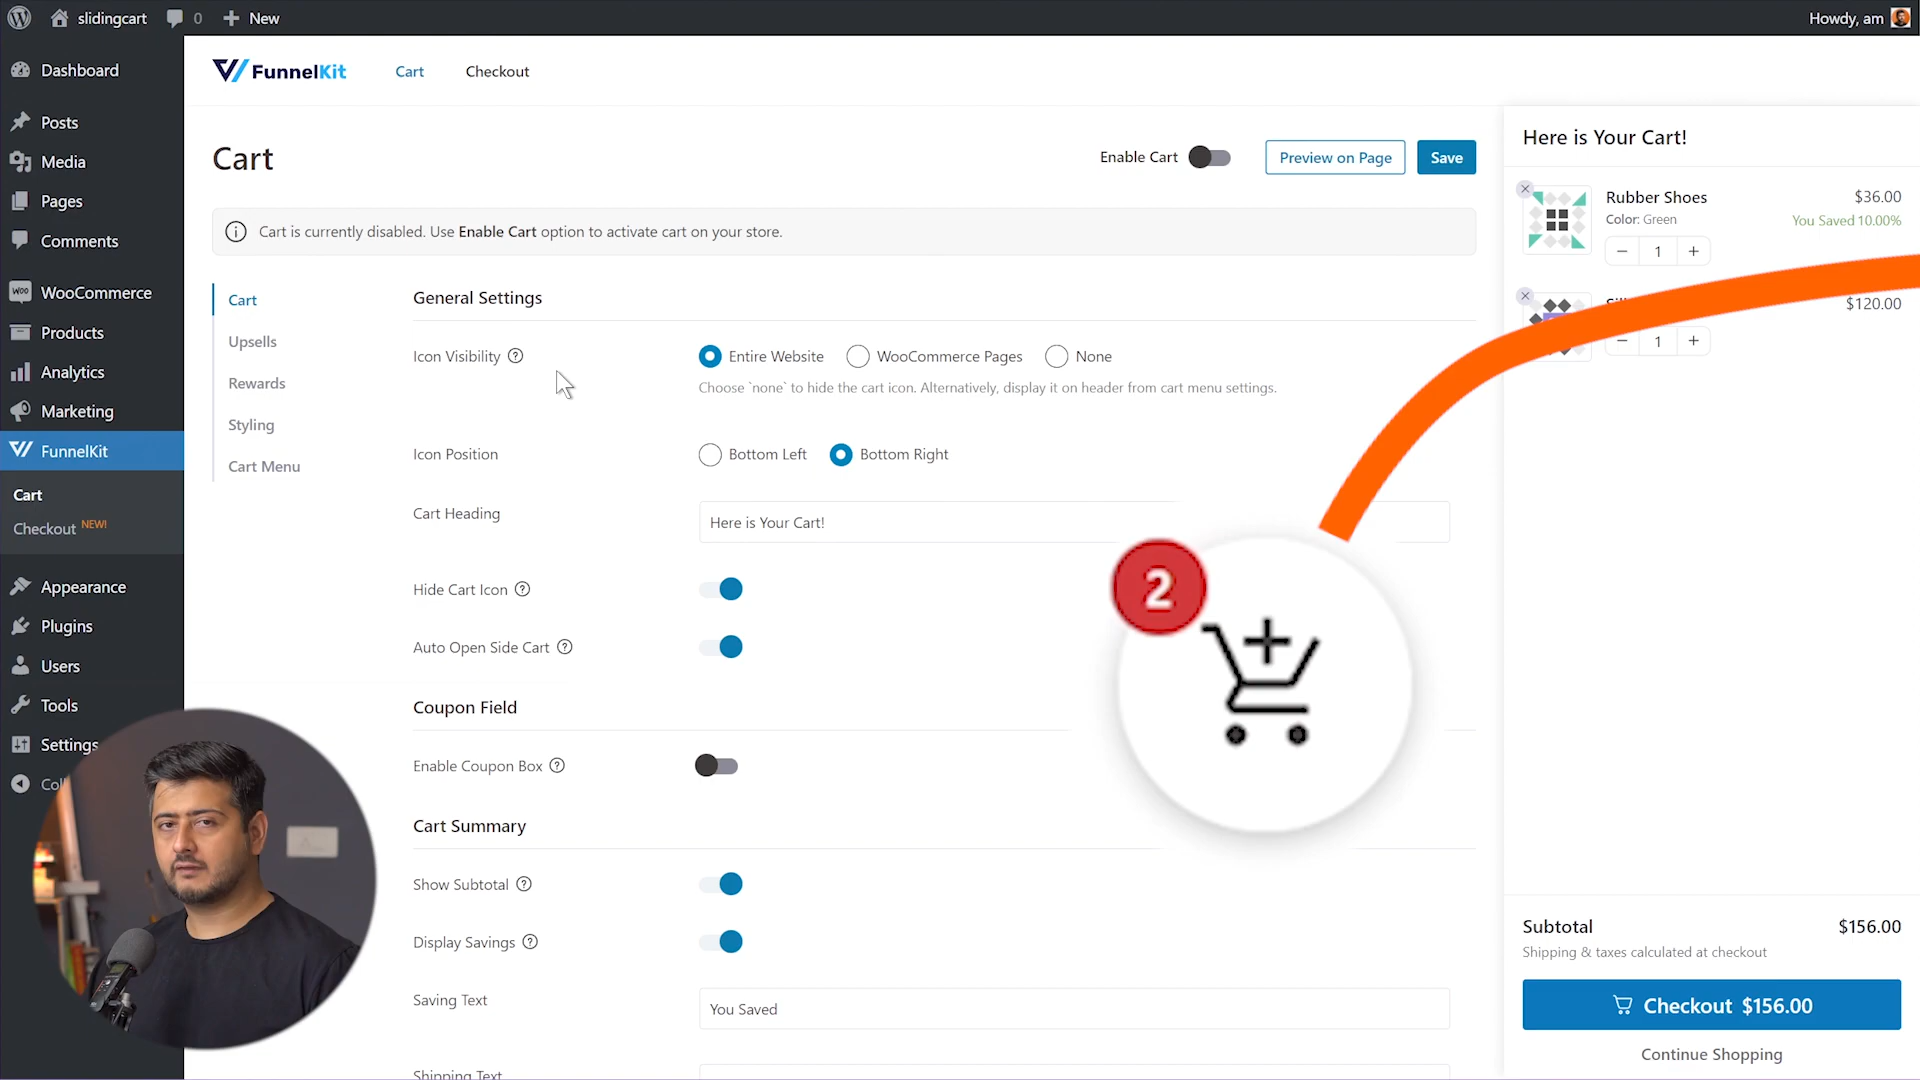 slidingcart
0
New
Howdy, am
Dashboard
Posts
Media
Pages
Comments
WooCommerce
Products
Analytics
Marketing
FunnelKit
Cart
Checkout NEW!
Appearance
Plugins
Users
Tools
Settings
FunnelKit
Cart
Checkout
Cart
Enable Cart
Preview on Page
Save
Cart is currently disabled. Use Enable Cart option to activate cart on your store.
Cart
Upsells
Rewards
Styling
Cart Menu
General Settings
Icon Visibility
Entire Website
WooCommerce Pages
None
Choose `none` to hide the cart icon. Alternatively, display it on header from cart menu settings.
Icon Position
Bottom Left
Bottom Right
Cart Heading
Here is Your Cart!
Hide Cart Icon
Auto Open Side Cart
Coupon Field
Enable Coupon Box
Cart Summary
Show Subtotal
Display Savings
Saving Text
You Saved
Shipping Text
2
Here is Your Cart!
Rubber Shoes
$36.00
Color: Green
You Saved 10.00%
1
$120.00
1
Subtotal
$156.00
Shipping & taxes calculated at checkout
Checkout $156.00
Continue Shopping